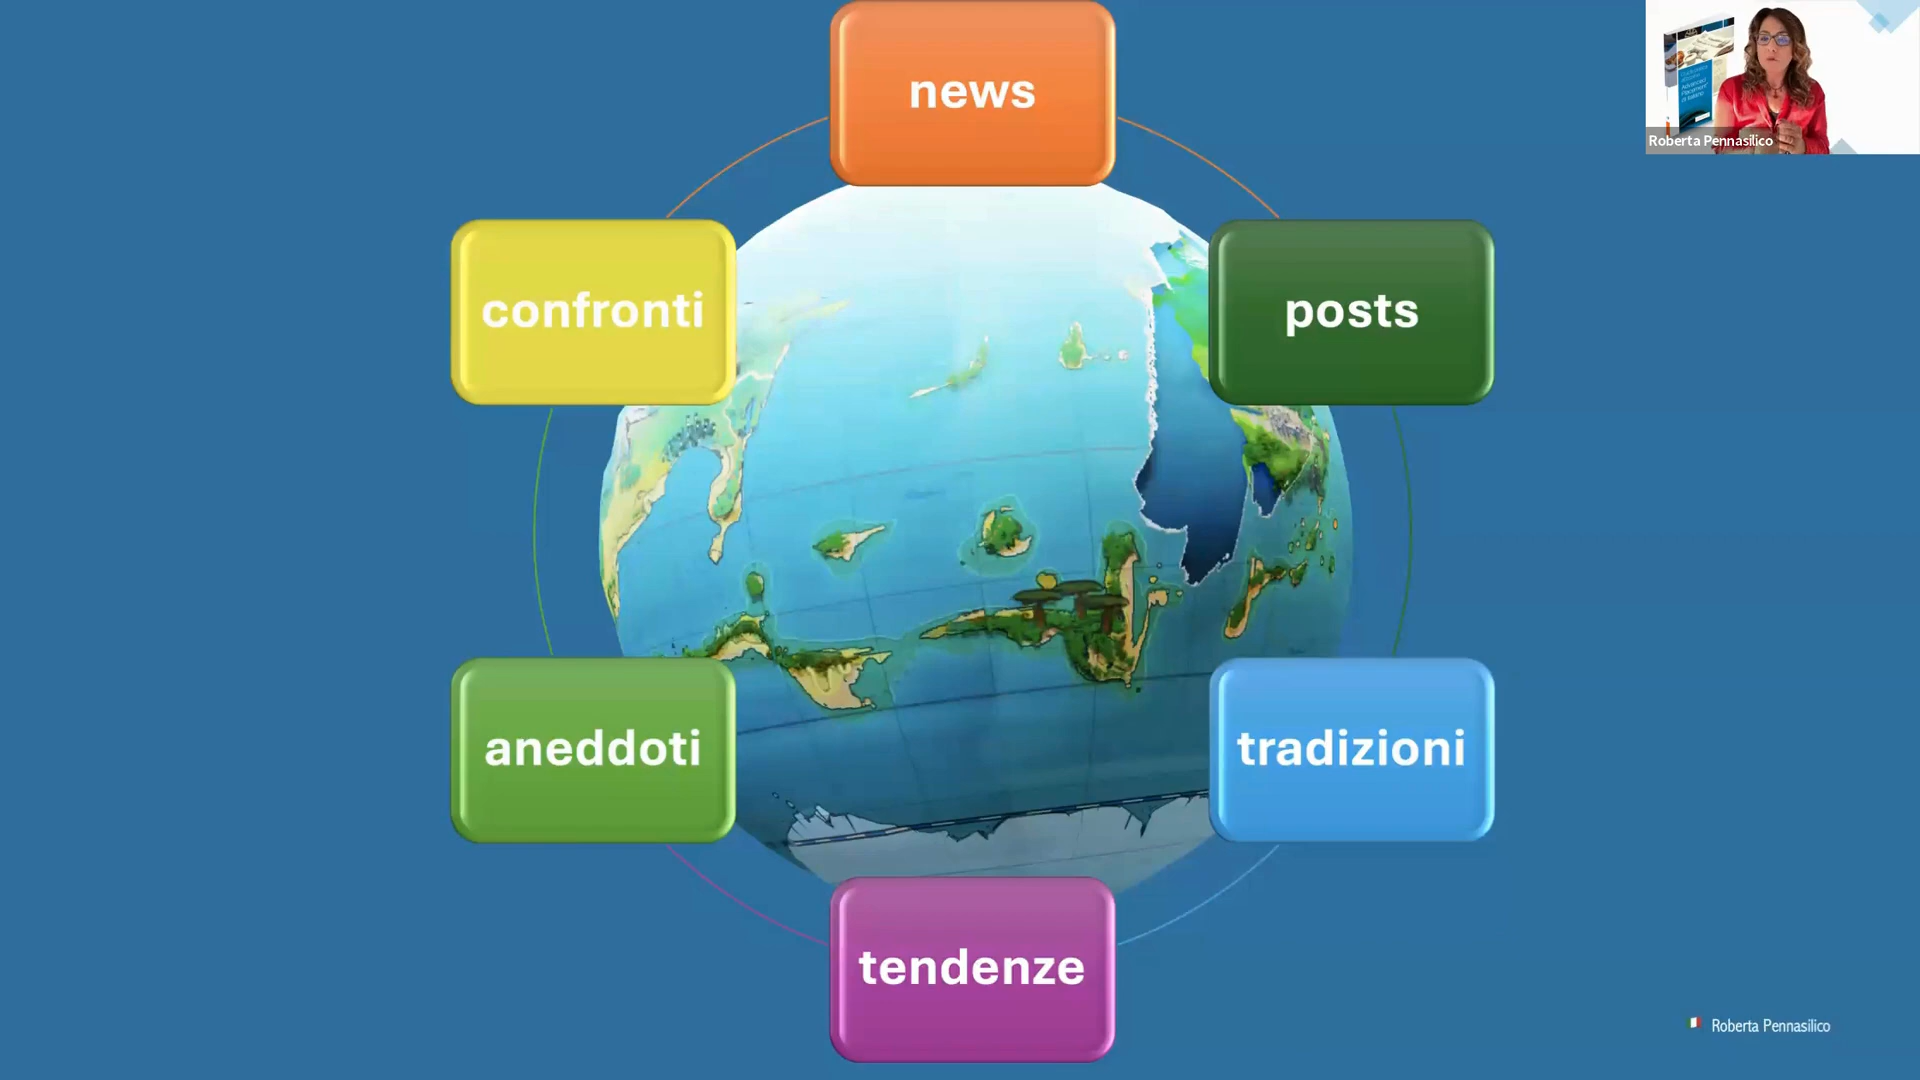 news
confronti
posts
aneddoti
tradizioni
tendenze
Roberta Pennasilico
Roberta Pennasilico